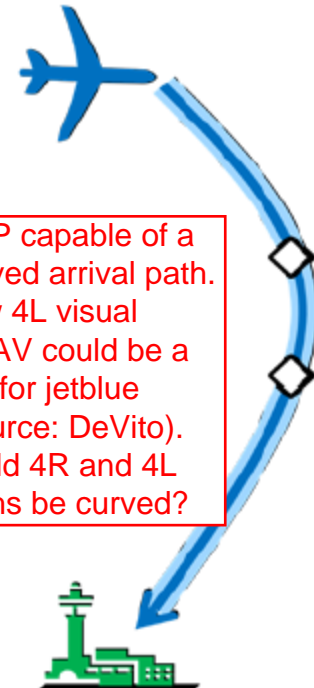 P capable of a
ved arrival path.
4L visual
AV could be a
for jetblue
urce: DeVito).
ld 4R and 4L
ns be curved?